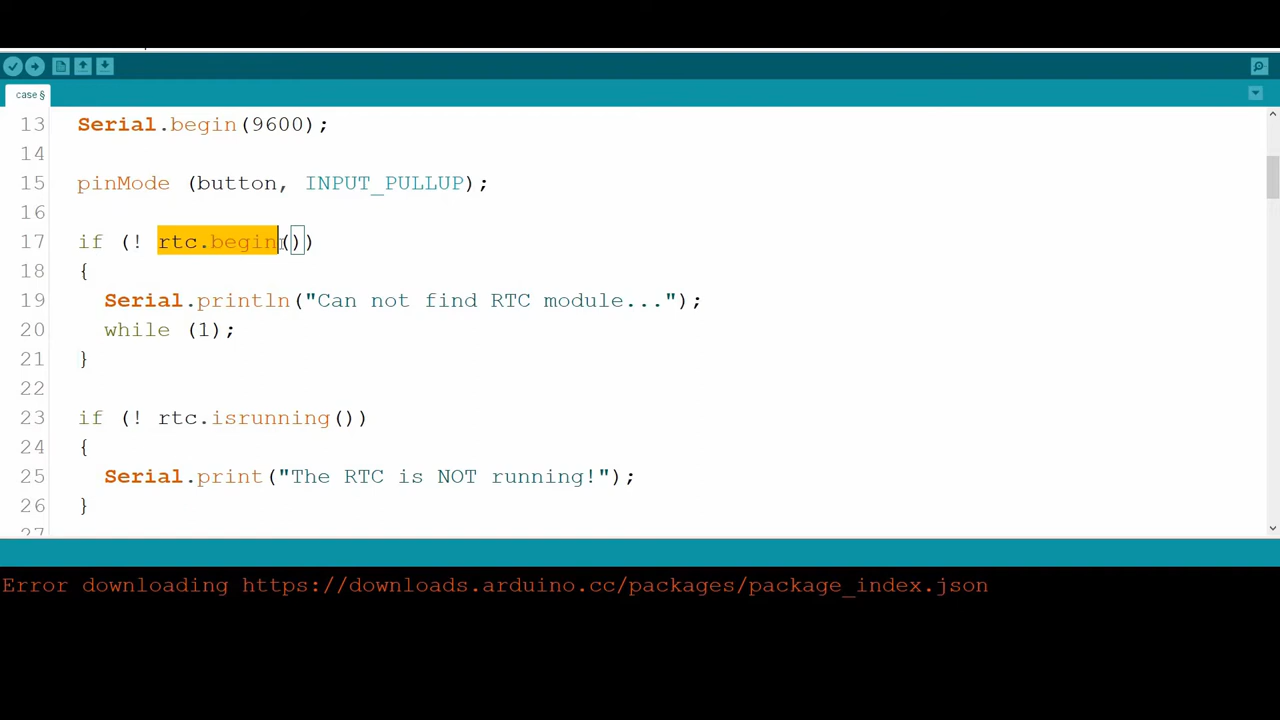 case §
13 Serial.begin(9600);
14
15 pinMode (button, INPUT_PULLUP);
16
17 if (! rtc.begin())
18 {
19 Serial.println("Can not find RTC module...");
20 while (1);
21 }
22
23 if (! rtc.isrunning())
24 {
25 Serial.print("The RTC is NOT running!");
26 }
27
Error downloading https://downloads.arduino.cc/packages/package_index.json